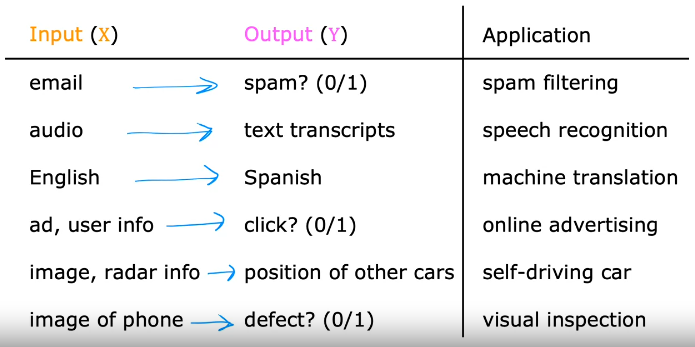 Input (X) Output (Y) Application
email spam? (0/1) spam filtering
audio text transcripts speech recognition
English Spanish machine translation
ad, user info click? (0/1) online advertising
image, radar info position of other cars self-driving car
image of phone defect? (0/1) visual inspection